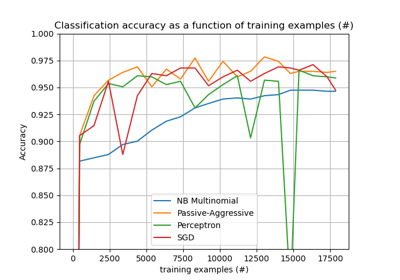 Classification accuracy as a function of training examples (#)
1.000
0.975
0.950
0.925
0.900
0.875
0.850
0.825
0.800
Accuracy
NB Multinomial
Passive-Aggressive
Perceptron
SGD
0 2500 5000 7500 10000 12500 15000 17500
training examples (#)